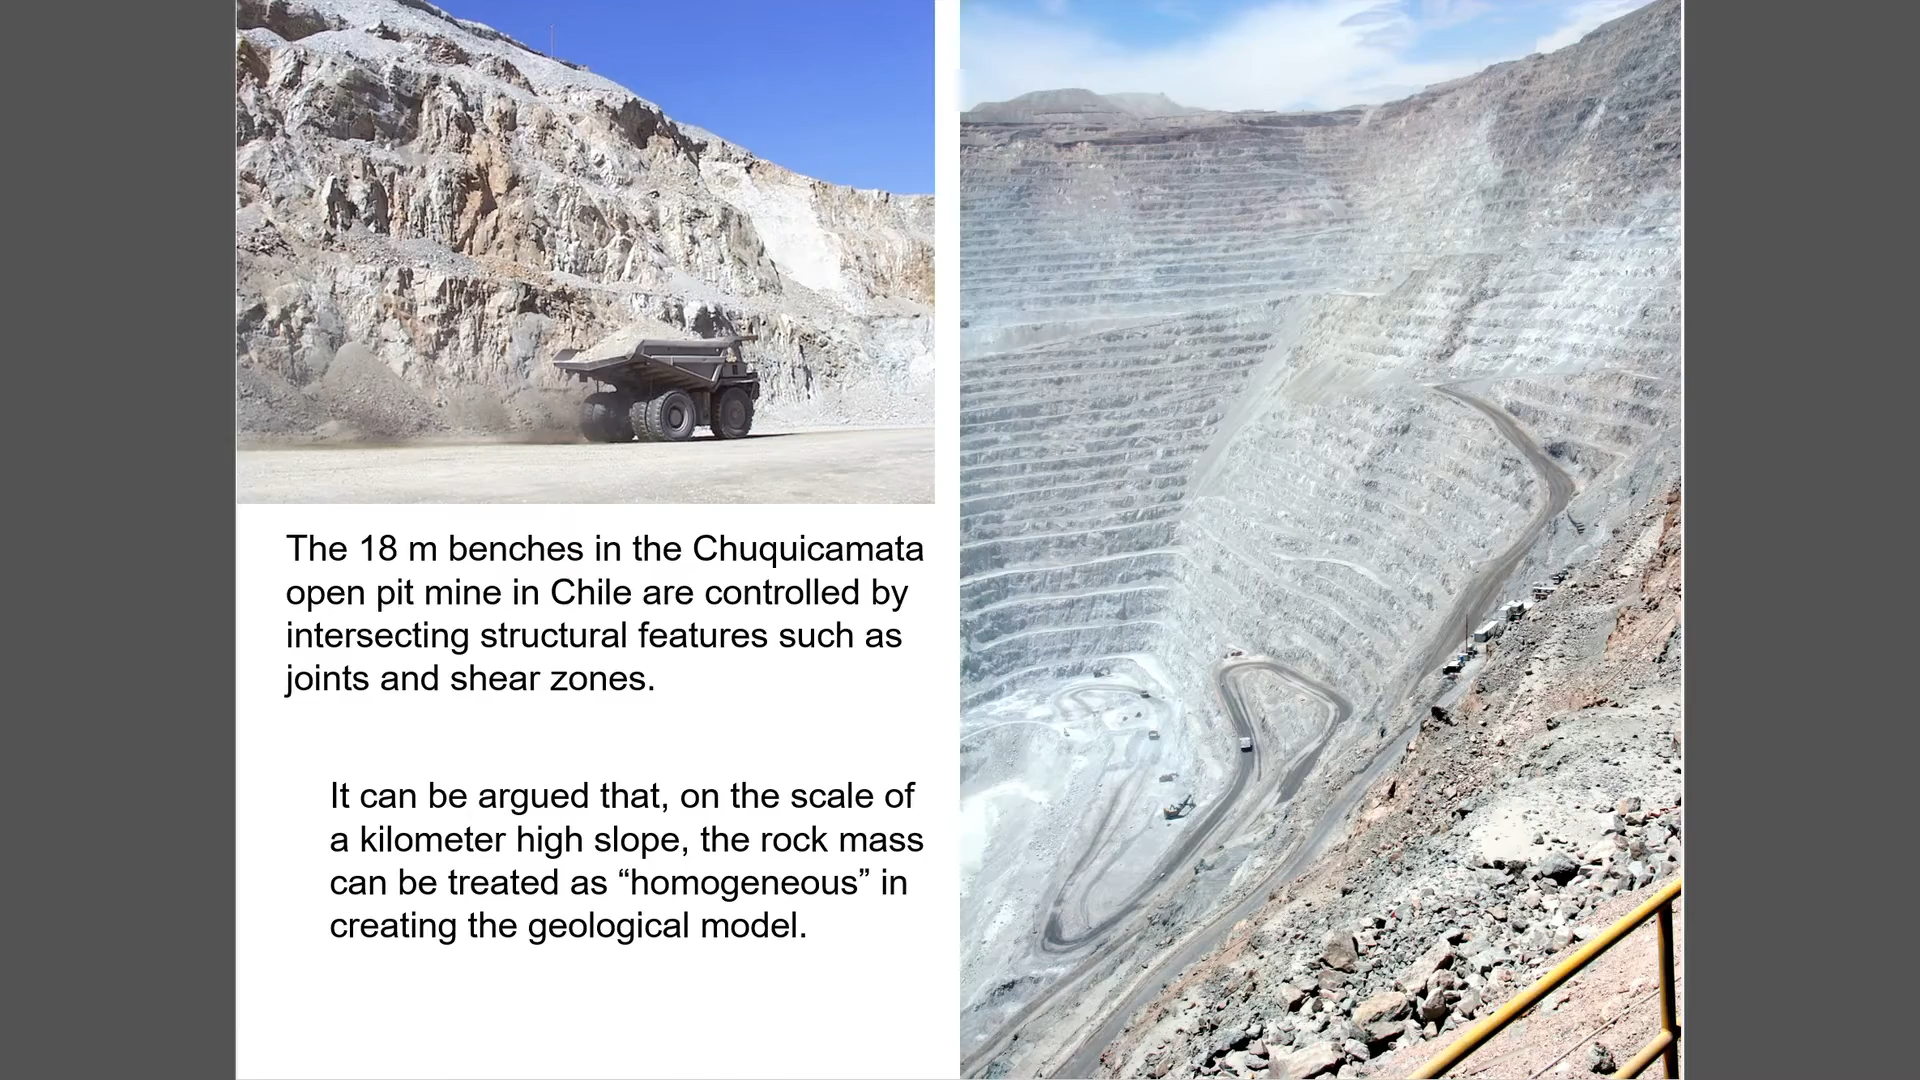 The 18 m benches in the Chuquicamata
open pit mine in Chile are controlled by
intersecting structural features such as
joints and shear zones.
It can be argued that, on the scale of
a kilometer high slope, the rock mass
can be treated as “homogeneous” in
creating the geological model.